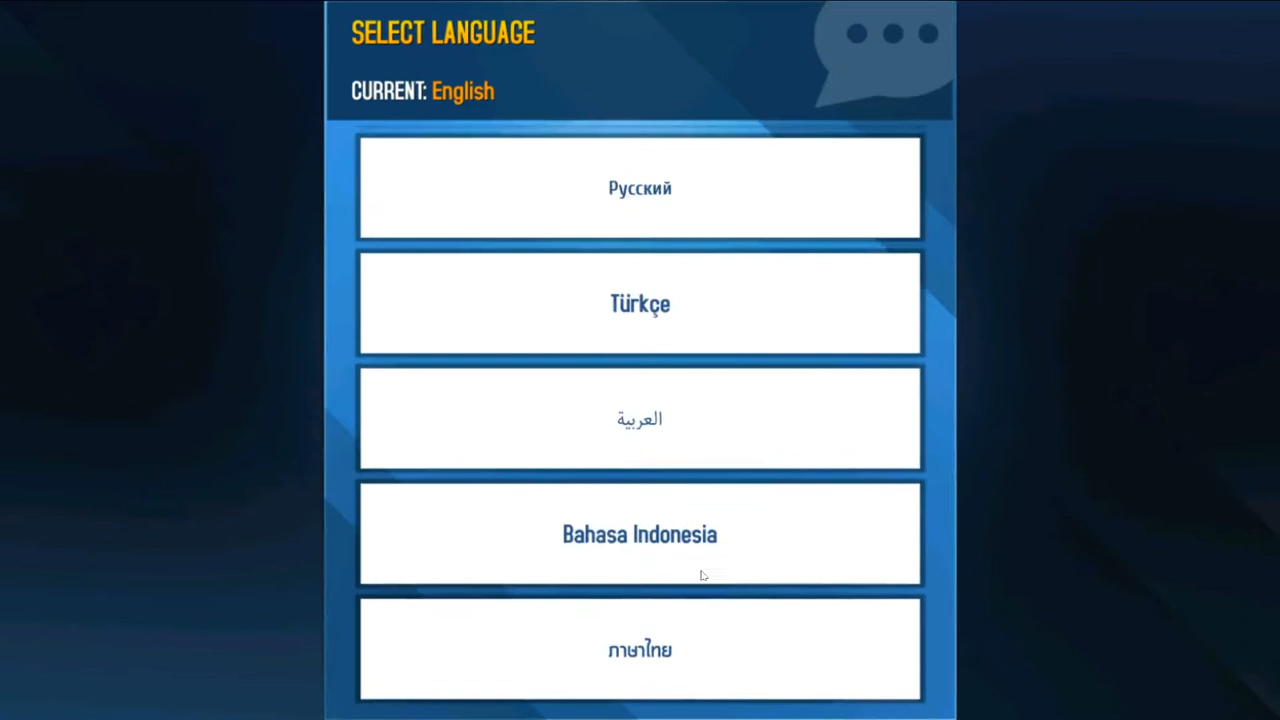 SELECT LANGUAGE
CURRENT: English
Русский
Türkçe
العربية
Bahasa Indonesia
ภาษาไทย